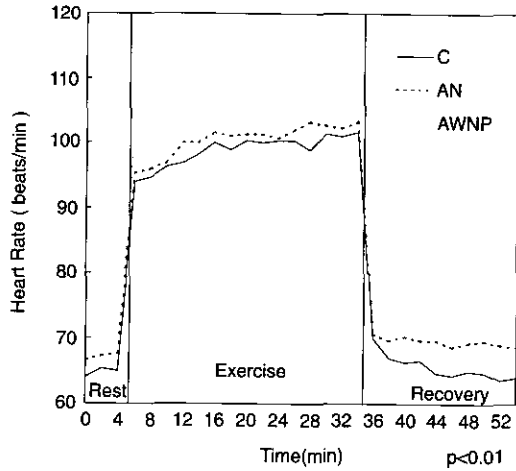 120
110
100
90
80
70
60
Heart Rate ( beats/min )
C
AN
AWNP
Rest
Exercise
Recovery
0 4 8 12 16 20 24 28 32 36 40 44 48 52
Time(min)
p<0.01